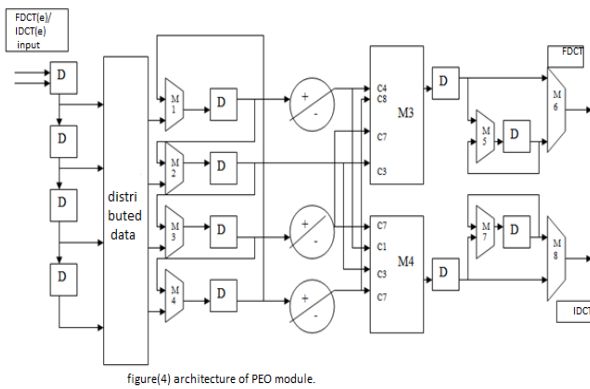 FDCT(e)/
IDCT(e)
input
D
D
D
D
distri
buted
data
M
1
D
M
2
D
M
3
D
M
4
D
+
-
+
-
+
-
C4
C8
C7
C3
M3
C7
C1
C3
C7
M4
D
D
FDCT
M
5
D
M
6
M
7
D
M
8
IDCT
figure(4) architecture of PEO module.